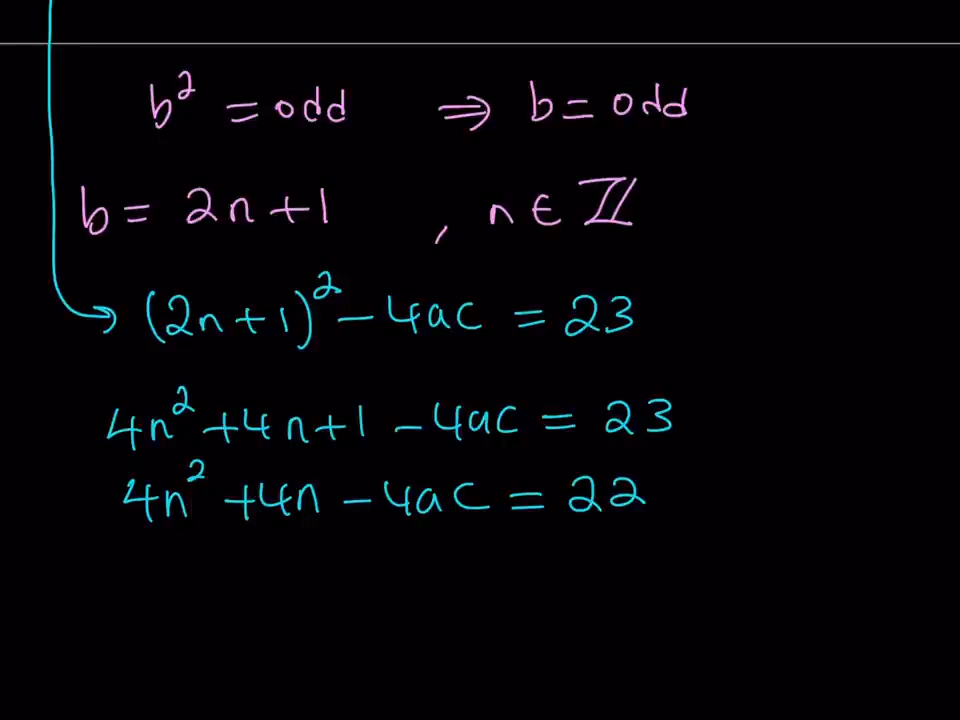 b² = odd ⇒ b = odd
b = 2n + 1 , n ∈ ℤ
(2n + 1)² − 4ac = 23
4n² + 4n + 1 − 4ac = 23
4n² + 4n − 4ac = 22